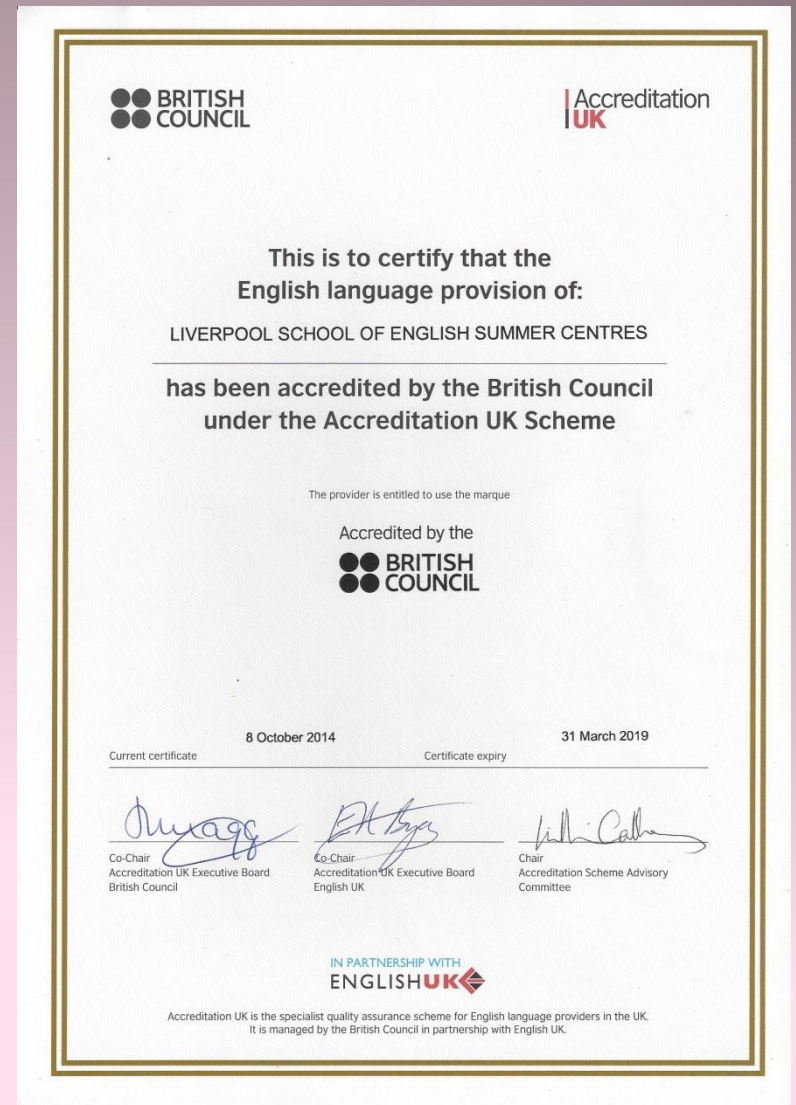 BRITISH
COUNCIL
Accreditation
UK
This is to certify that the
English language provision of:
LIVERPOOL SCHOOL OF ENGLISH SUMMER CENTRES
has been accredited by the British Council
under the Accreditation UK Scheme
The provider is entitled to use the marque
Accredited by the
BRITISH
COUNCIL
Current certificate 8 October 2014 Certificate expiry 31 March 2019
Co-Chair
Accreditation UK Executive Board
British Council
Co-Chair
Accreditation UK Executive Board
English UK
Chair
Accreditation Scheme Advisory
Committee
IN PARTNERSHIP WITH
ENGLISHUK
Accreditation UK is the specialist quality assurance scheme for English language providers in the UK.
It is managed by the British Council in partnership with English UK.